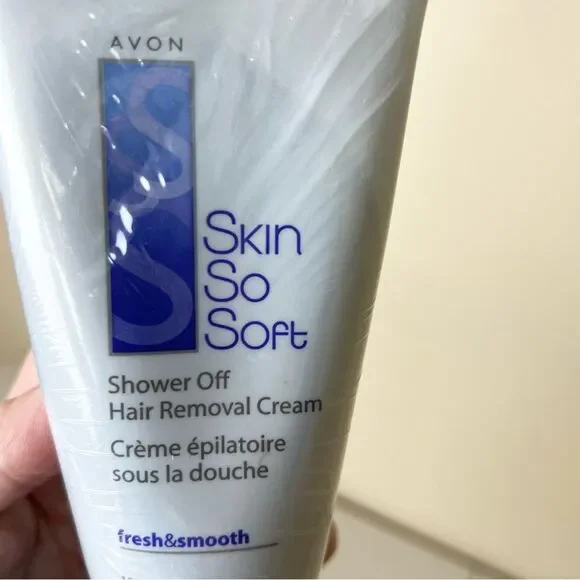 AVON
Skin
So
Soft
Shower Off
Hair Removal Cream
Crème épilatoire
sous la douche
fresh&smooth